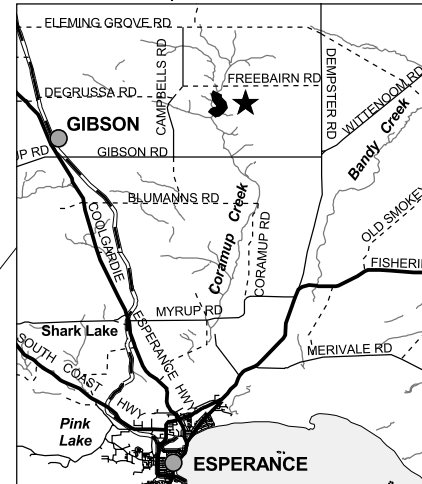 FLEMING GROVE RD
CAMPBELLS RD
FREEBAIRN RD
DEMPSTER RD
WITTENOOM RD
DEGRUSSA RD
Bandy Creek
GIBSON
UP RD
GIBSON RD
BLUMANNS RD
OLD SMOKEY
COOLGARDIE
Coramup Creek
CORAMUP RD
FISHERI
MYRUP RD
Shark Lake
ESPERANCE HWY
MERIVALE RD
SOUTH COAST HWY
Pink
Lake
ESPERANCE